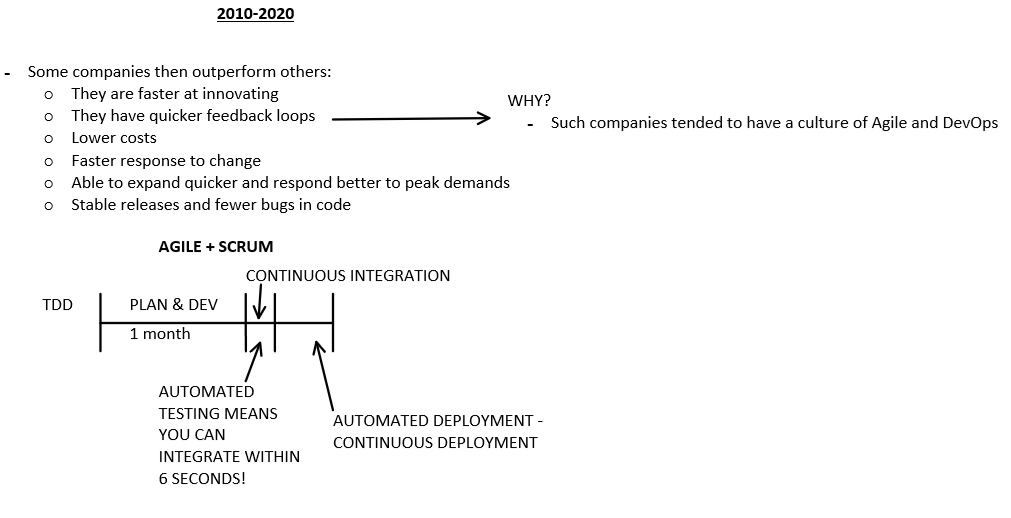 2010-2020
- Some companies then outperform others:
o They are faster at innovating
o They have quicker feedback loops
o Lower costs
o Faster response to change
o Able to expand quicker and respond better to peak demands
o Stable releases and fewer bugs in code
WHY?
- Such companies tended to have a culture of Agile and DevOps
AGILE + SCRUM
CONTINUOUS INTEGRATION
TDD
PLAN & DEV
1 month
AUTOMATED
TESTING MEANS
YOU CAN
INTEGRATE WITHIN
6 SECONDS!
AUTOMATED DEPLOYMENT -
CONTINUOUS DEPLOYMENT